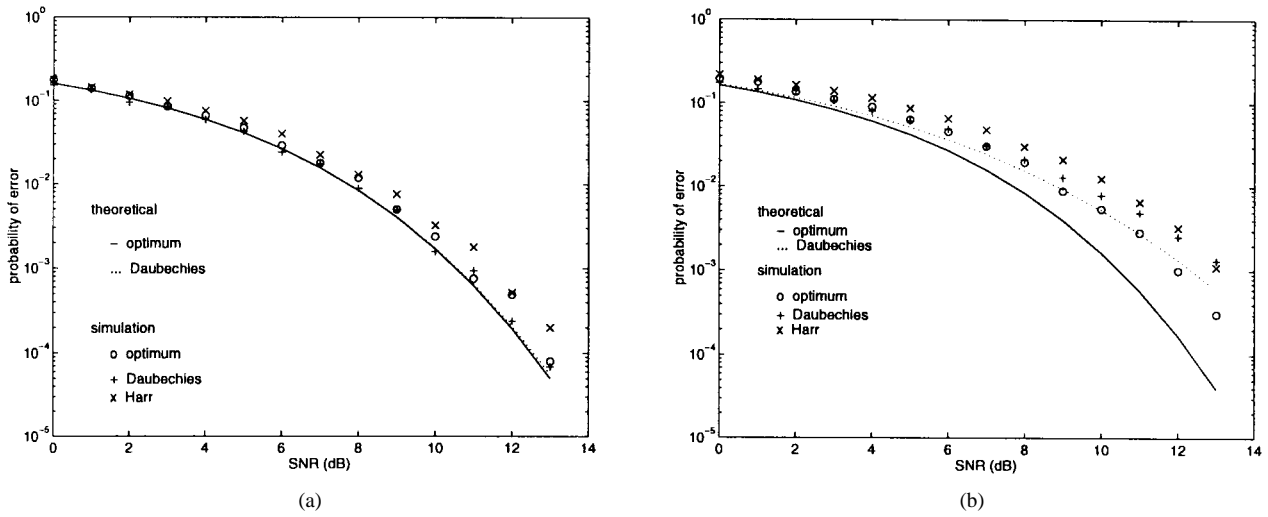 10^0
10^-1
10^-2
10^-3
10^-4
10^-5
probability of error
theoretical
– optimum
.... Daubechies
simulation
o optimum
+ Daubechies
x Harr
0 2 4 6 8 10 12 14
SNR (dB)
(a)
10^0
10^-1
10^-2
10^-3
10^-4
10^-5
probability of error
theoretical
– optimum
.... Daubechies
simulation
o optimum
+ Daubechies
x Harr
0 2 4 6 8 10 12 14
SNR (dB)
(b)